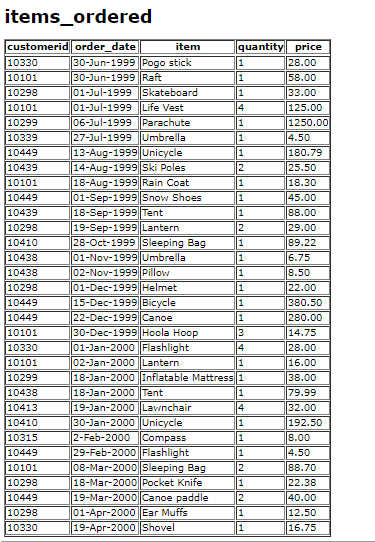 items_ordered
customerid order_date item quantity price
10330 30-Jun-1999 Pogo stick 1 28.00
10101 30-Jun-1999 Raft 1 58.00
10298 01-Jul-1999 Skateboard 1 33.00
10101 01-Jul-1999 Life Vest 4 125.00
10299 06-Jul-1999 Parachute 1 1250.00
10339 27-Jul-1999 Umbrella 1 4.50
10449 13-Aug-1999 Unicycle 1 180.79
10439 14-Aug-1999 Ski Poles 2 25.50
10101 18-Aug-1999 Rain Coat 1 18.30
10449 01-Sep-1999 Snow Shoes 1 45.00
10439 18-Sep-1999 Tent 1 88.00
10298 19-Sep-1999 Lantern 2 29.00
10410 28-Oct-1999 Sleeping Bag 1 89.22
10438 01-Nov-1999 Umbrella 1 6.75
10438 02-Nov-1999 Pillow 1 8.50
10298 01-Dec-1999 Helmet 1 22.00
10449 15-Dec-1999 Bicycle 1 380.50
10449 22-Dec-1999 Canoe 1 280.00
10101 30-Dec-1999 Hoola Hoop 3 14.75
10330 01-Jan-2000 Flashlight 4 28.00
10101 02-Jan-2000 Lantern 1 16.00
10299 18-Jan-2000 Inflatable Mattress 1 38.00
10438 18-Jan-2000 Tent 1 79.99
10413 19-Jan-2000 Lawnchair 4 32.00
10410 30-Jan-2000 Unicycle 1 192.50
10315 2-Feb-2000 Compass 1 8.00
10449 29-Feb-2000 Flashlight 1 4.50
10101 08-Mar-2000 Sleeping Bag 2 88.70
10298 18-Mar-2000 Pocket Knife 1 22.38
10449 19-Mar-2000 Canoe paddle 2 40.00
10298 01-Apr-2000 Ear Muffs 1 12.50
10330 19-Apr-2000 Shovel 1 16.75